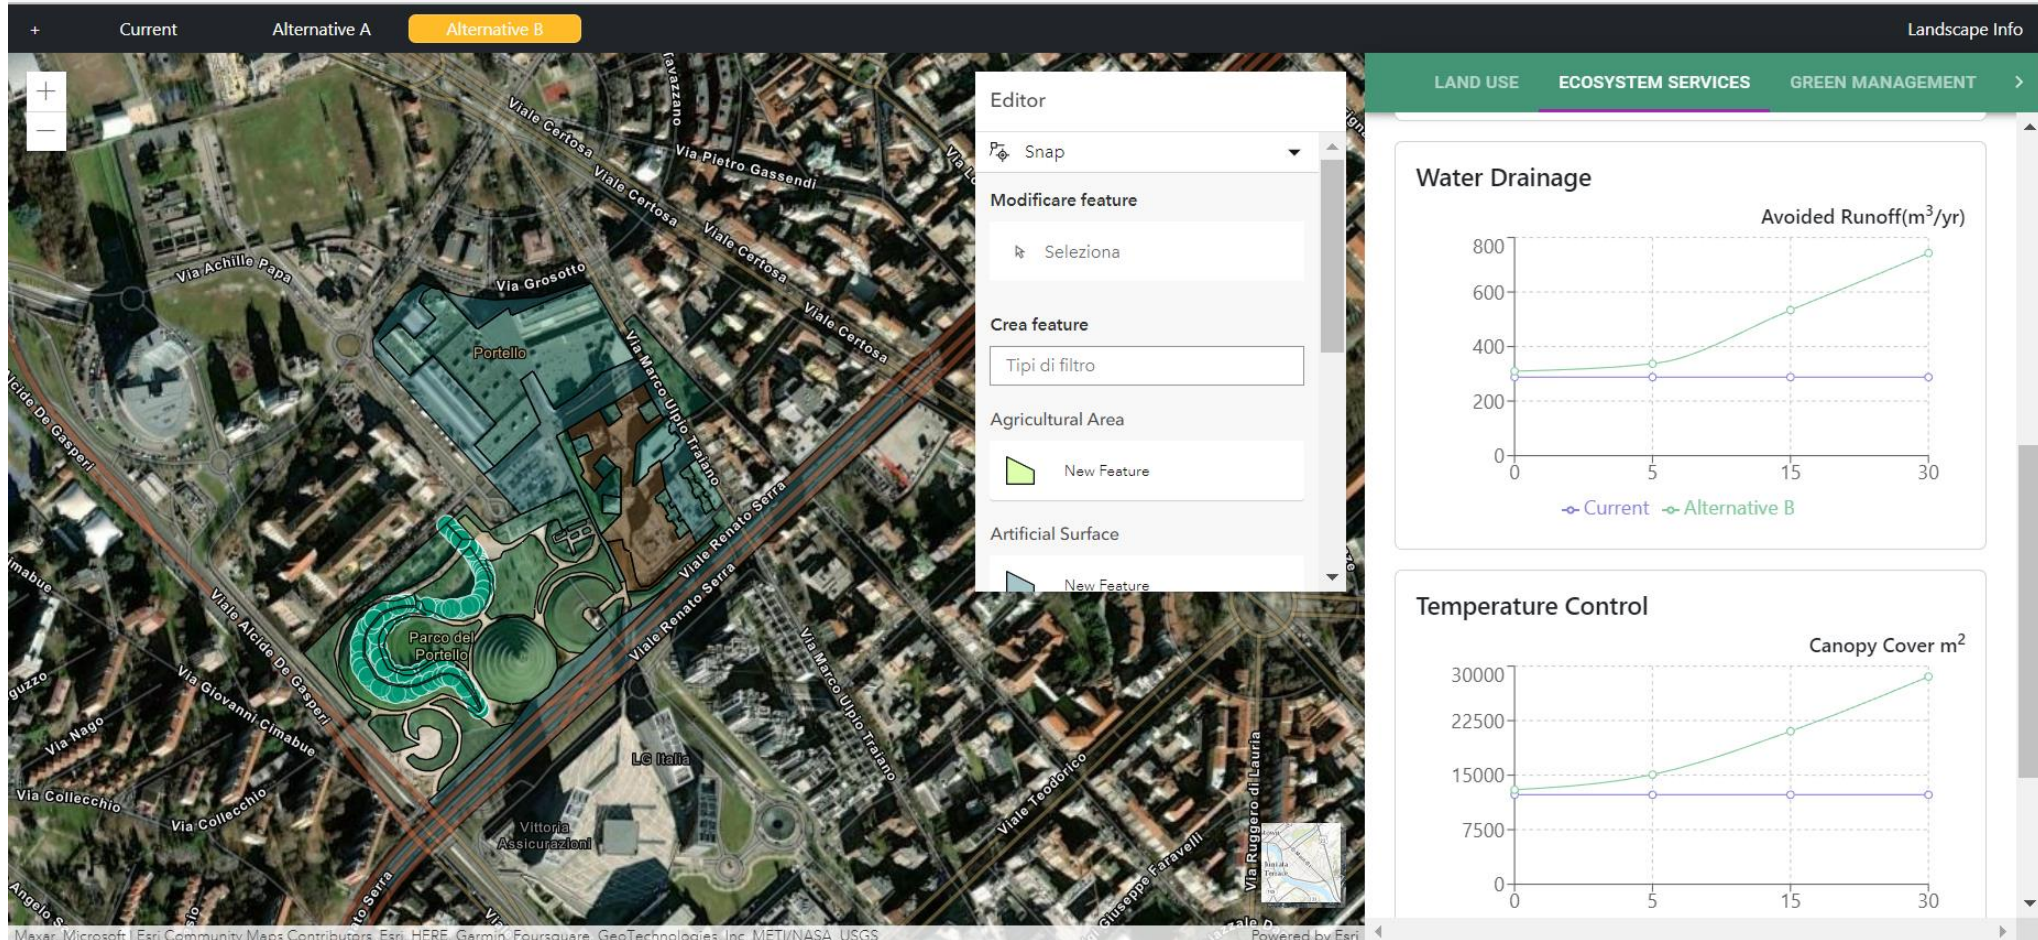 + Current Alternative A Alternative B Landscape Info
+
−
Viale Certosa
Viale Certosa
Viale Certosa
Viale Certosa
Via Pietro Gassendi
Via Achille Papa
Via Grosotto
Portello
Via Marco Ulpio Traiano
Viale Renato Serra
Viale Renato Serra
Parco del
Portello
Viale Alcide De Gasperi
Via Giovanni Cimabue
Via Nago
Via Collecchio
Via Collecchio
LG Italia
Vittoria
Assicurazioni
Via Marco Ulpio Traiano
Via Teodorico
Via Ruggero di Lauria
Giuseppe Faravelli
Maxar, Microsoft | Esri Community Maps Contributors, Esri, HERE, Garmin, Foursquare, GeoTechnologies, Inc, METI/NASA, USGS
Powered by Esri
Editor
Snap
Modificare feature
Seleziona
Crea feature
Tipi di filtro
Agricultural Area
New Feature
Artificial Surface
New Feature
LAND USE ECOSYSTEM SERVICES GREEN MANAGEMENT
Water Drainage
Avoided Runoff(m³/yr)
800
600
400
200
0
0 5 15 30
Current Alternative B
Temperature Control
Canopy Cover m²
30000
22500
15000
7500
0
0 5 15 30